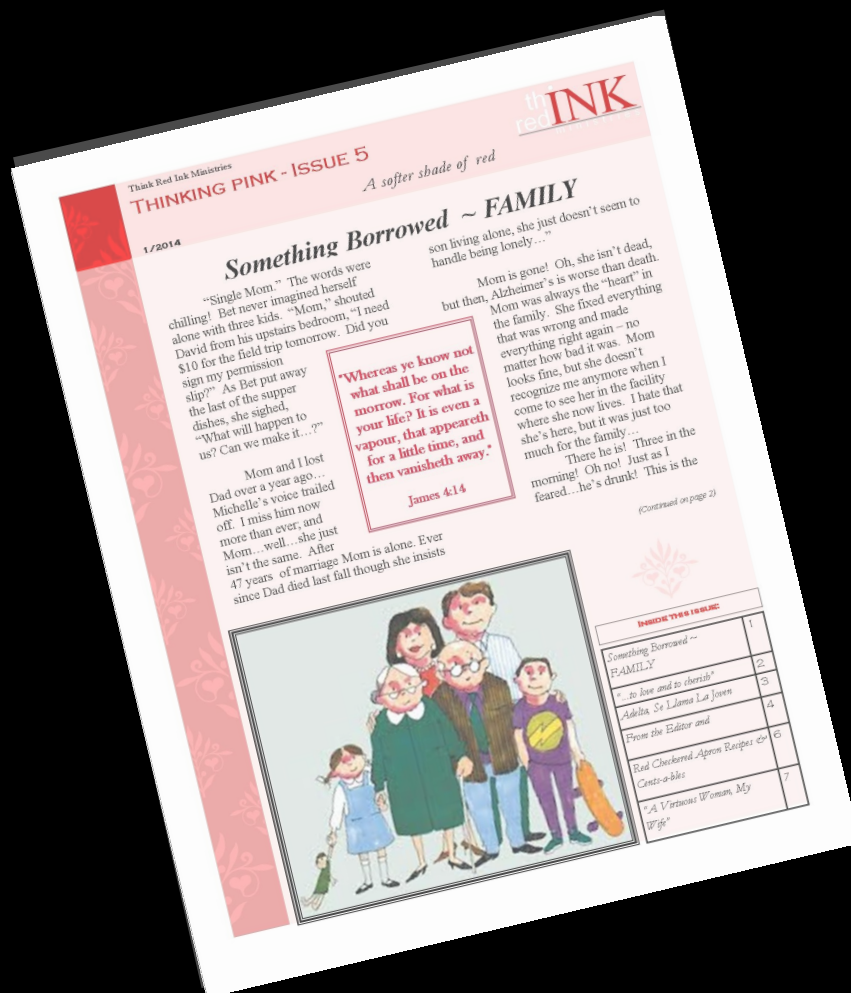 think
red INK
Think Red Ink Ministries
THINKING PINK - ISSUE 5
A softer shade of red
1/2014
Something Borrowed ~ FAMILY
“Single Mom.” The words were
chilling! Bet never imagined herself
alone with three kids. “Mom,” shouted
David from his upstairs bedroom, “I need
$10 for the field trip tomorrow. Did you
sign my permission
slip?” As Bet put away
the last of the supper
dishes, she sighed,
“What will happen to
us? Can we make it…?”
Mom and I lost
Dad over a year ago…
Michelle’s voice trailed
off. I miss him now
more than ever, and
Mom…well…she just
isn’t the same. After
47 years of marriage Mom is alone. Ever
since Dad died last fall though she insists
son living alone, she just doesn’t seem to
handle being lonely…”
Mom is gone! Oh, she isn’t dead,
but then, Alzheimer’s is worse than death.
Mom was always the “heart” in
the family. She fixed everything
that was wrong and made
everything right again – no
matter how bad it was. Mom
looks fine, but she doesn’t
recognize me anymore when I
come to see her in the facility
where she now lives. I hate that
she’s here, but it was just too
much for the family…
There he is! Three in the
morning! Oh no! Just as I
feared…he’s drunk! This is the
(Continued on page 2)
"Whereas ye know not
what shall be on the
morrow. For what is
your life? It is even a
vapour, that appeareth
for a little time, and
then vanisheth away."
James 4:14
INSIDE THIS ISSUE:
Something Borrowed ~ 1
FAMILY
“…to love and to cherish” 2
Adelta, Se Llama La Joven 3
From the Editor and 4
Red Checkered Apron Recipes & 6
Cents-a-bles
“A Virtuous Woman, My 7
Wife”